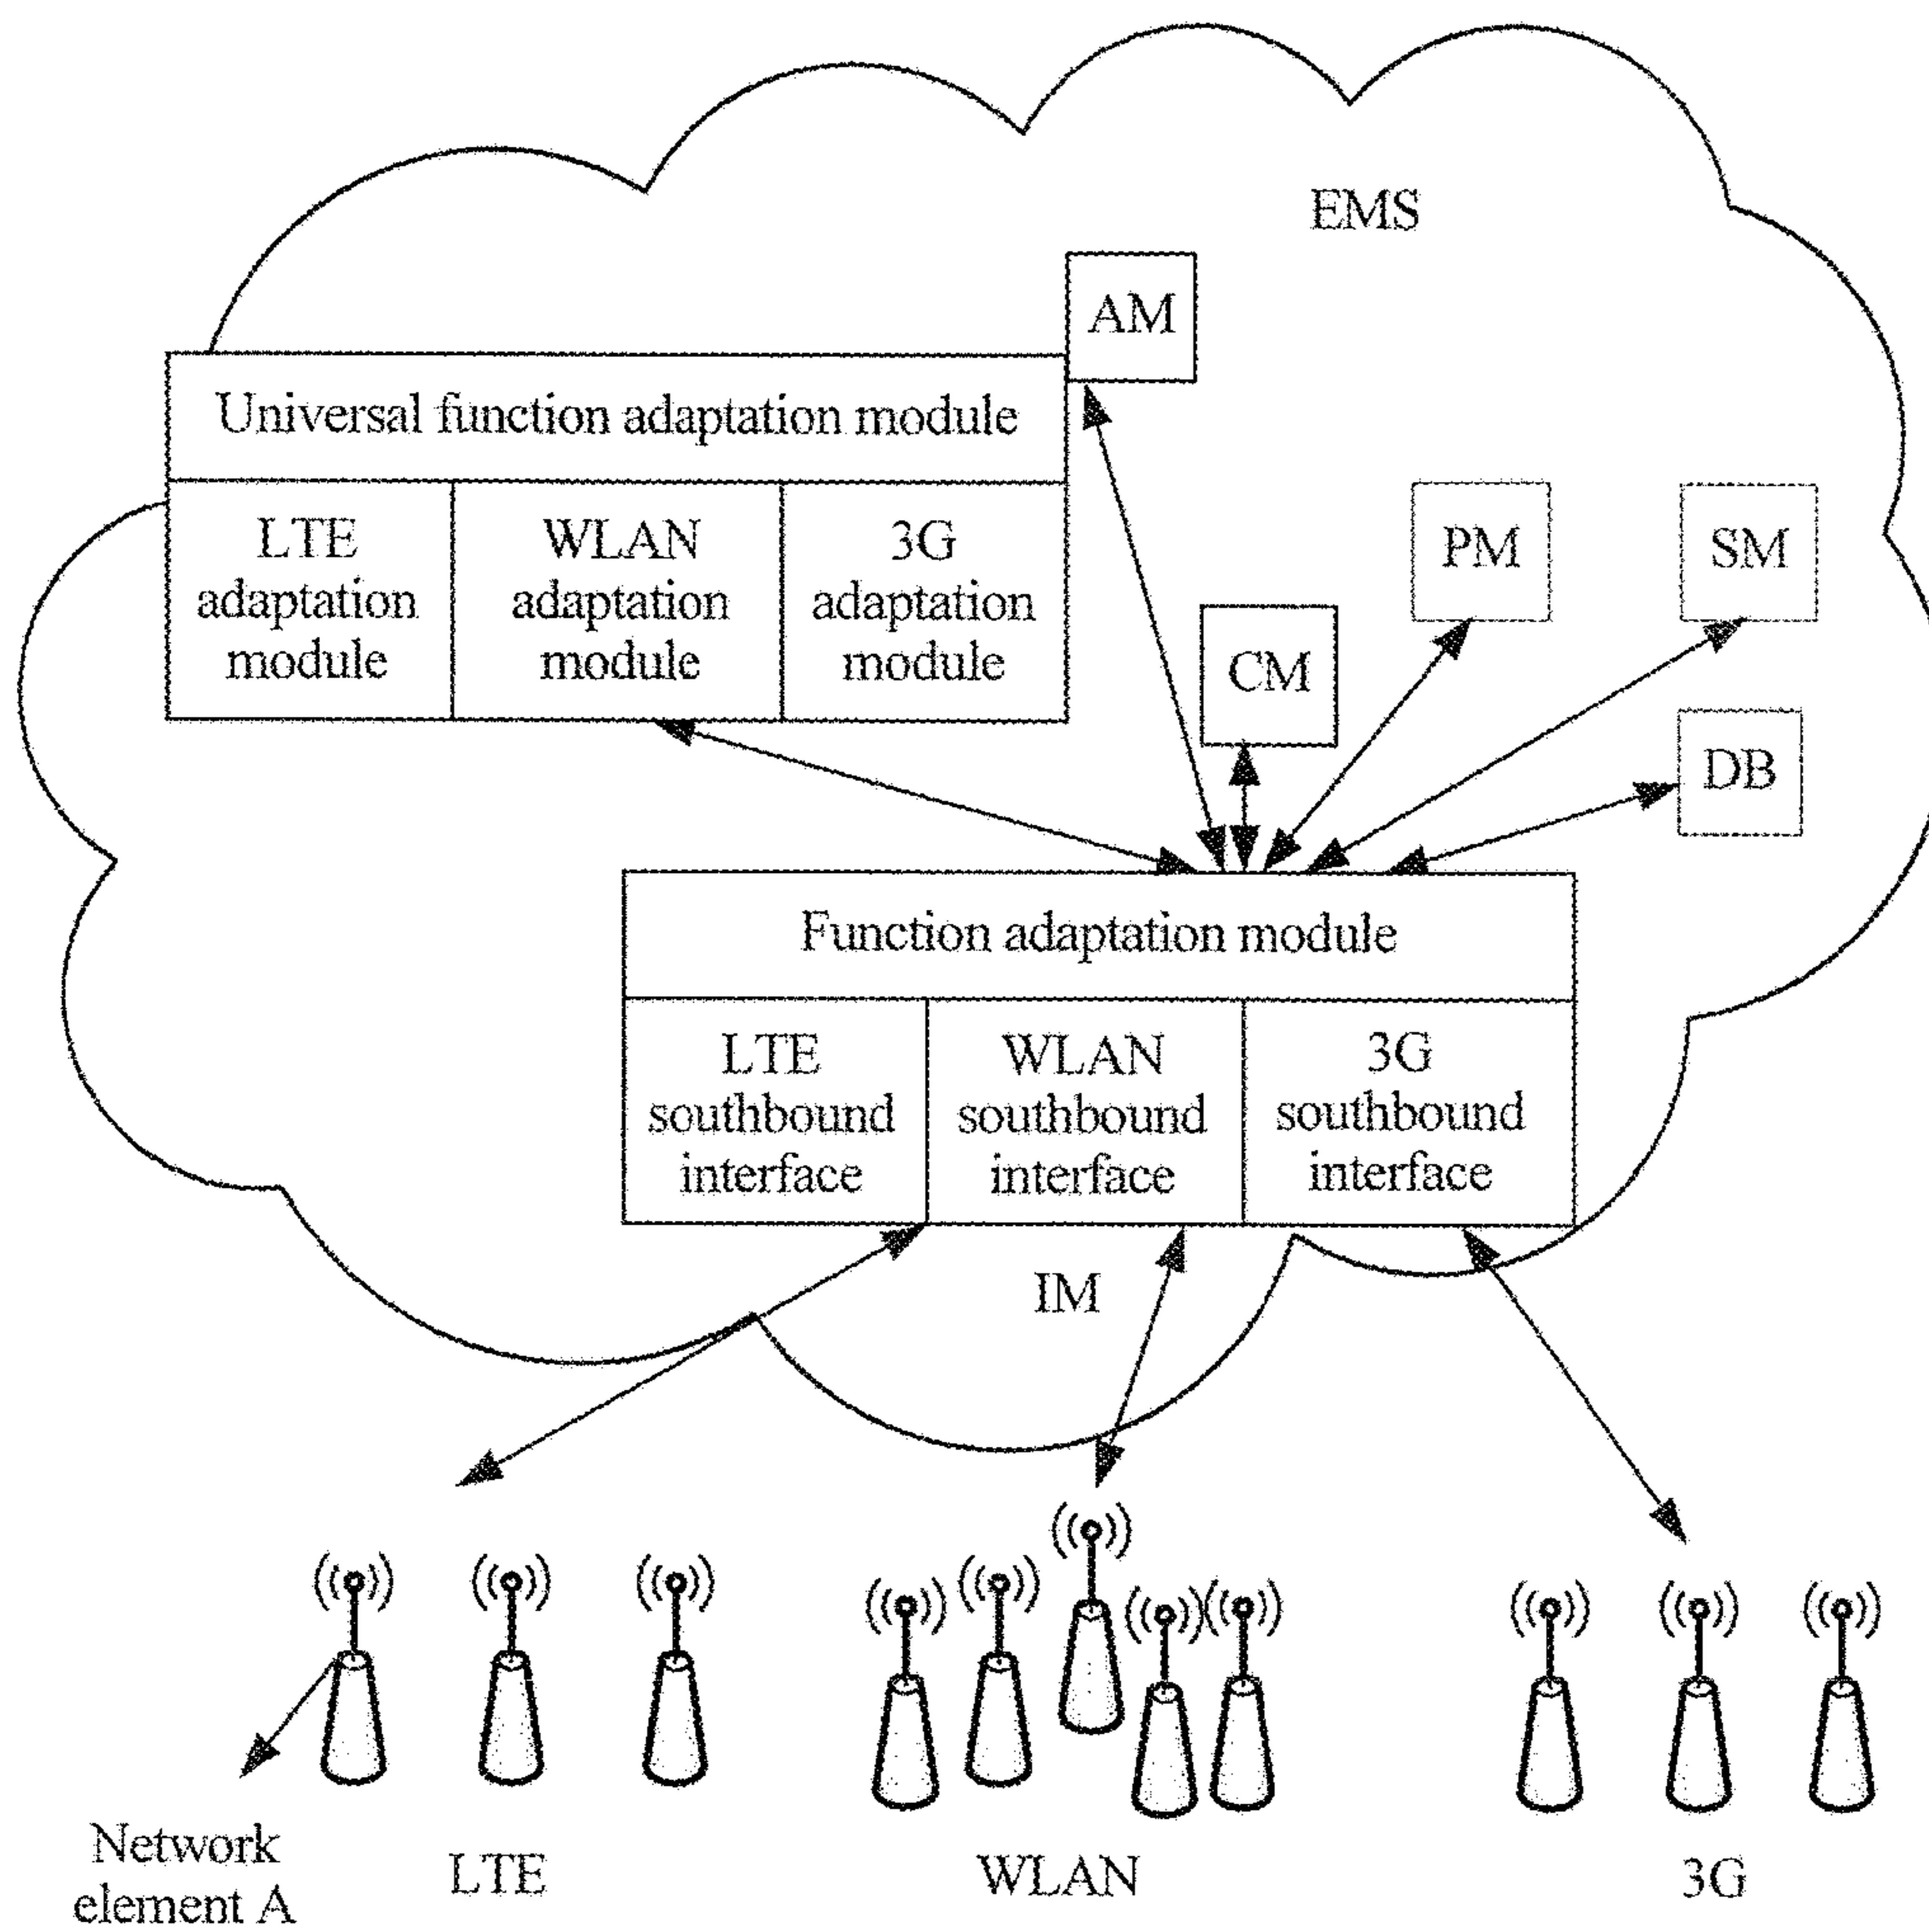 EMS
AM
Universal function adaptation module
LTE
adaptation
module
WLAN
adaptation
module
3G
adaptation
module
PM
SM
CM
DB
Function adaptation module
LTE
southbound
interface
WLAN
southbound
interface
3G
southbound
interface
IM
Network
element A
LTE
WLAN
3G